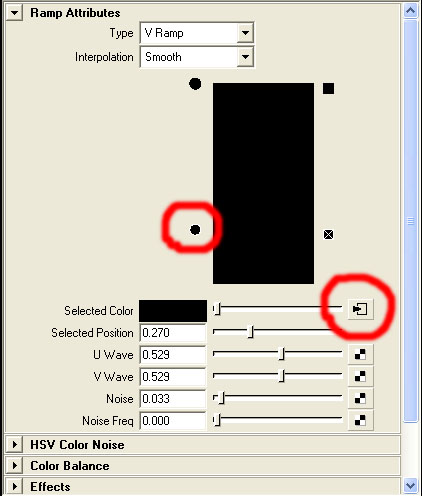 Ramp Attributes
Type V Ramp
Interpolation Smooth
Selected Color
Selected Position 0.270
U Wave 0.529
V Wave 0.529
Noise 0.033
Noise Freq 0.000
HSV Color Noise
Color Balance
Effects